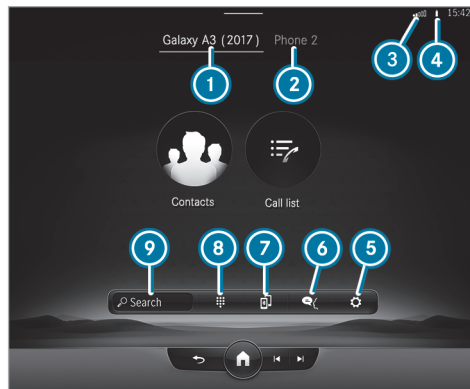 15:42
3 4
Galaxy A3 (2017) Phone 2
1 2
Contacts Call list
9 8 7 6 5
Search